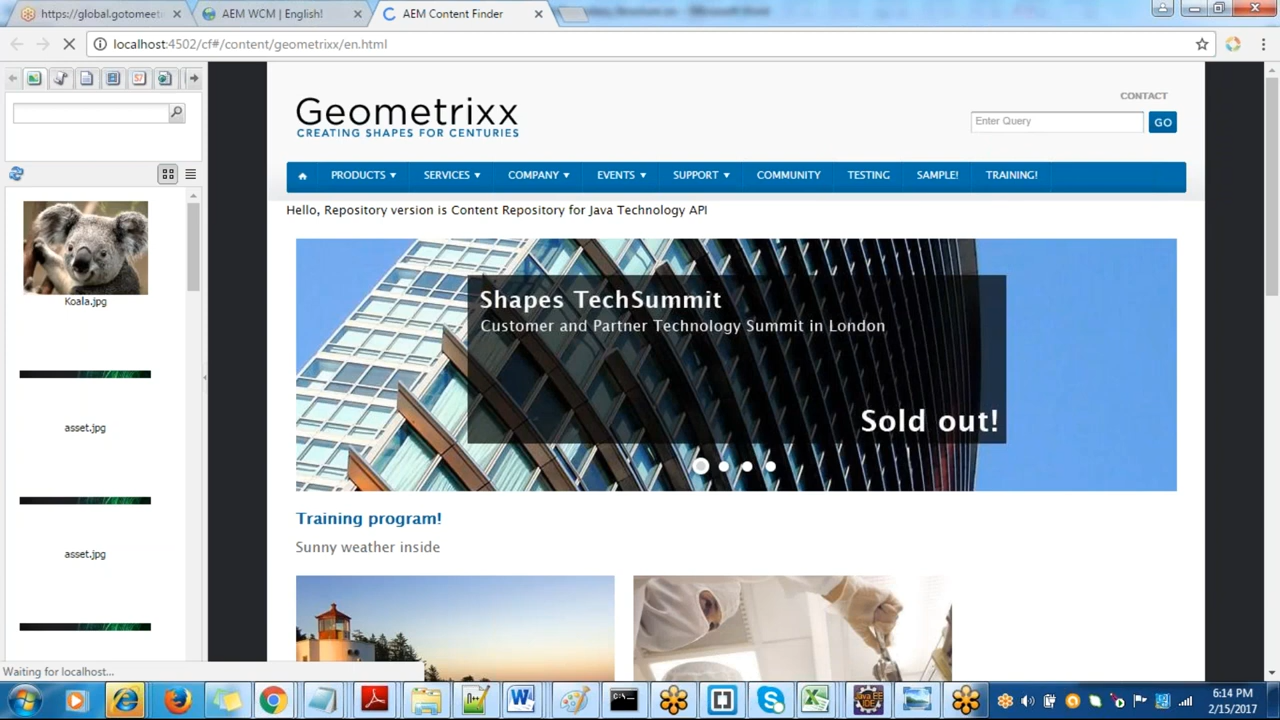 https://global.gotomeet
AEM WCM | English!
AEM Content Finder
localhost:4502/cf#/content/geometrixx/en.html
Geometrixx
CREATING SHAPES FOR CENTURIES
CONTACT
Enter Query
GO
PRODUCTS
SERVICES
COMPANY
EVENTS
SUPPORT
COMMUNITY
TESTING
SAMPLE!
TRAINING!
Hello, Repository version is Content Repository for Java Technology API
Koala.jpg
asset.jpg
asset.jpg
Shapes TechSummit
Customer and Partner Technology Summit in London
Sold out!
Training program!
Sunny weather inside
Waiting for localhost...
6:14 PM
2/15/2017